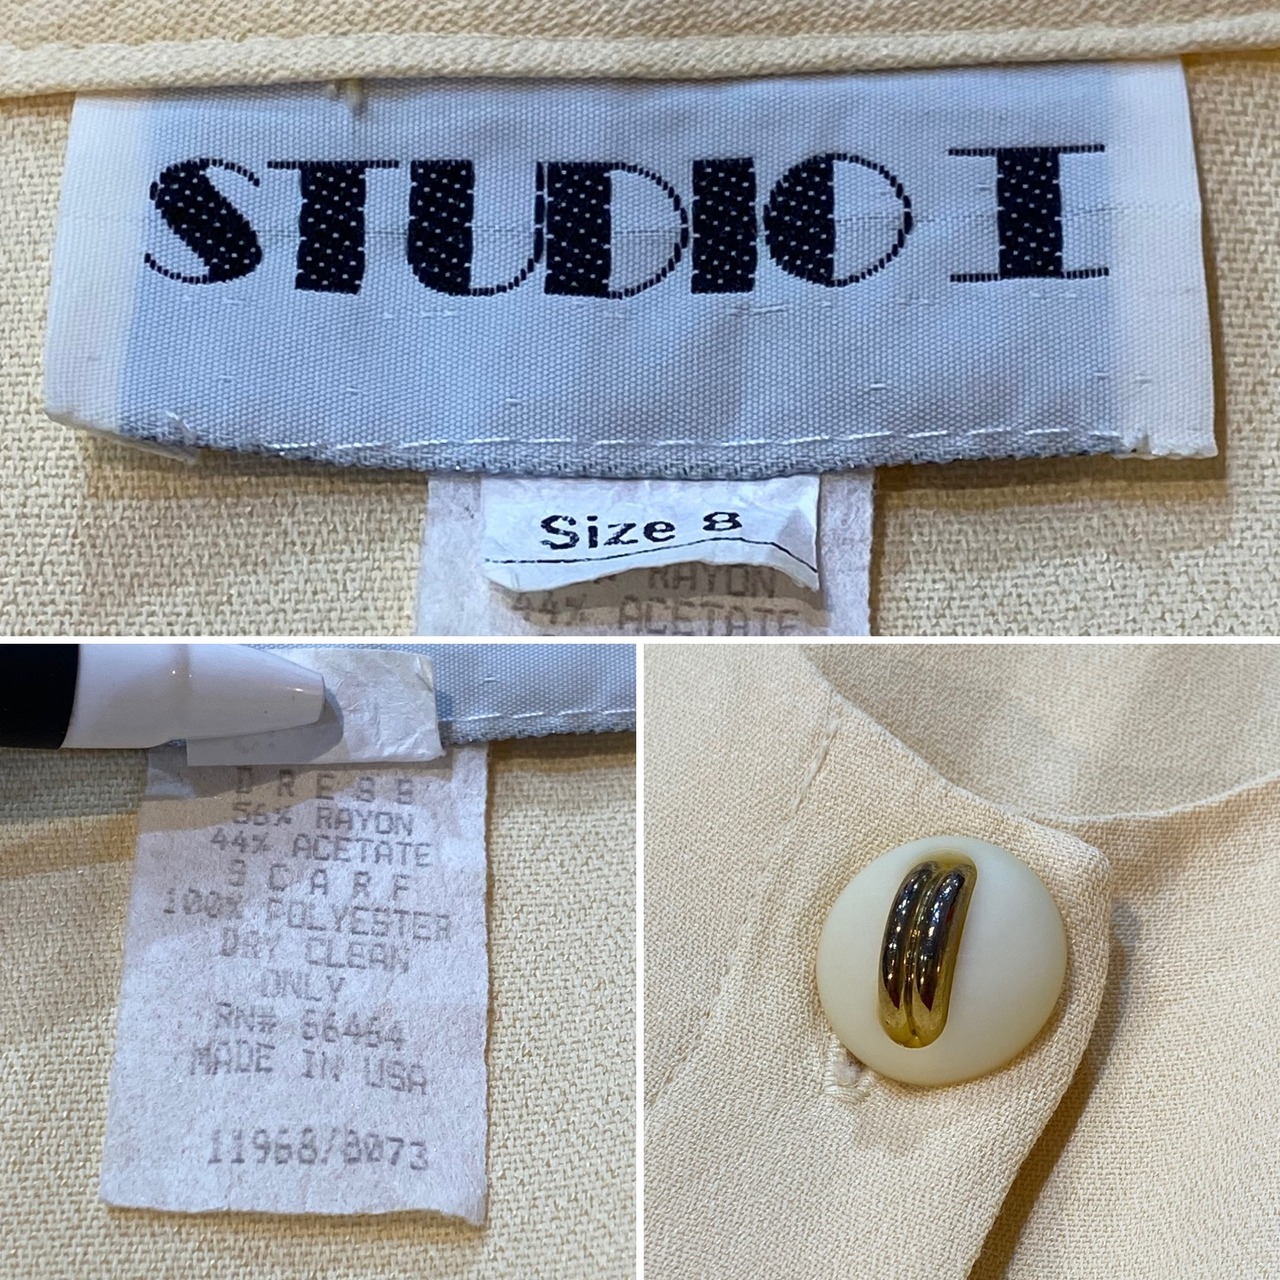 STUDIO I
Size 8
RAYON
44% ACETATE
DRESS
56% RAYON
44% ACETATE
SCARF
100% POLYESTER
DRY CLEAN
ONLY
RN# 66454
MADE IN USA
11968/8073